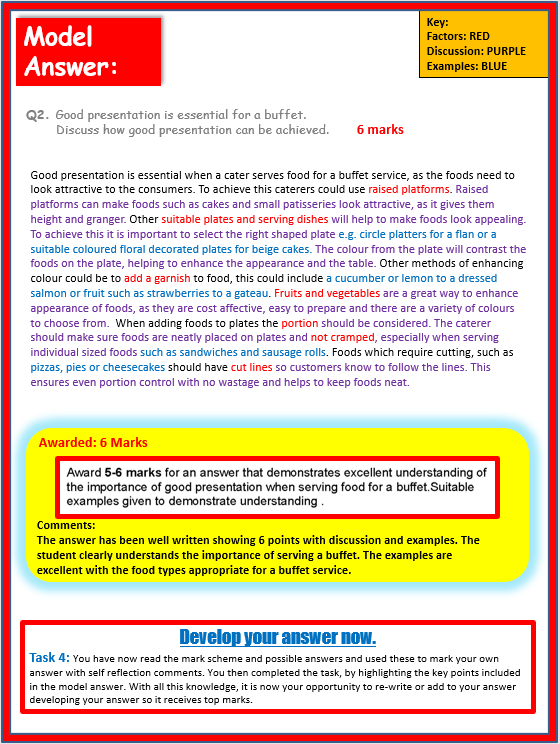 Model
Answer:
Key:
Factors: RED
Discussion: PURPLE
Examples: BLUE
Q2. Good presentation is essential for a buffet.
Discuss how good presentation can be achieved. 6 marks
Good presentation is essential when a cater serves food for a buffet service, as the foods need to
look attractive to the consumers. To achieve this caterers could use raised platforms. Raised
platforms can make foods such as cakes and small patisseries look attractive, as it gives them
height and granger. Other suitable plates and serving dishes will help to make foods look appealing.
To achieve this it is important to select the right shaped plate e.g. circle platters for a flan or a
suitable coloured floral decorated plates for beige cakes. The colour from the plate will contrast the
foods on the plate, helping to enhance the appearance and the table. Other methods of enhancing
colour could be to add a garnish to food, this could include a cucumber or lemon to a dressed
salmon or fruit such as strawberries to a gateau. Fruits and vegetables are a great way to enhance
appearance of foods, as they are cost affective, easy to prepare and there are a variety of colours
to choose from. When adding foods to plates the portion should be considered. The caterer
should make sure foods are neatly placed on plates and not cramped, especially when serving
individual sized foods such as sandwiches and sausage rolls. Foods which require cutting, such as
pizzas, pies or cheesecakes should have cut lines so customers know to follow the lines. This
ensures even portion control with no wastage and helps to keep foods neat.
Awarded: 6 Marks
Award 5-6 marks for an answer that demonstrates excellent understanding of
the importance of good presentation when serving food for a buffet.Suitable
examples given to demonstrate understanding .
Comments:
The answer has been well written showing 6 points with discussion and examples. The
student clearly understands the importance of serving a buffet. The examples are
excellent with the food types appropriate for a buffet service.
Develop your answer now.
Task 4: You have now read the mark scheme and possible answers and used these to mark your own
answer with self reflection comments. You then completed the task, by highlighting the key points included
in the model answer. With all this knowledge, it is now your opportunity to re-write or add to your answer
developing your answer so it receives top marks.